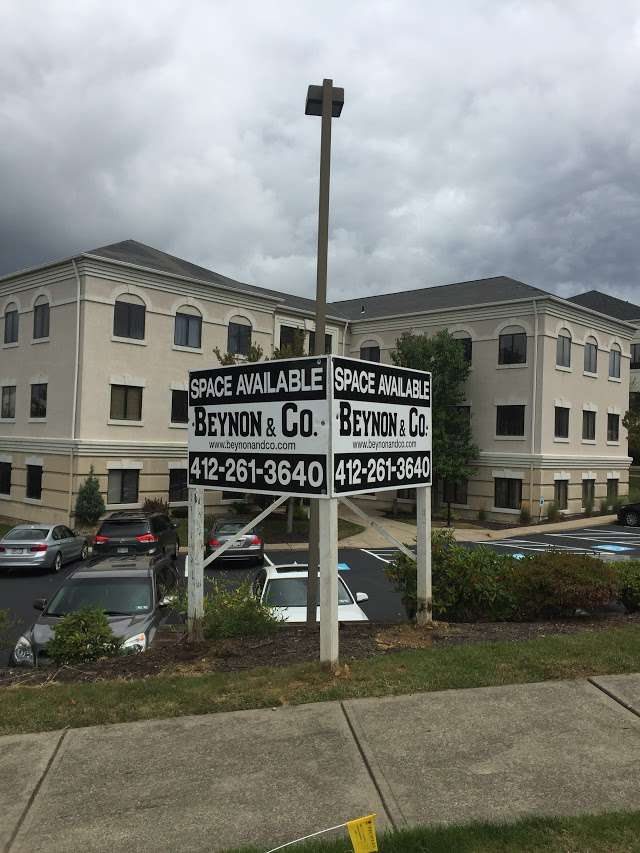 SPACE AVAILABLE
BEYNON & CO.
www.beynonandco.com
412-261-3640
SPACE AVAILABLE
BEYNON & CO.
www.beynonandco.com
412-261-3640